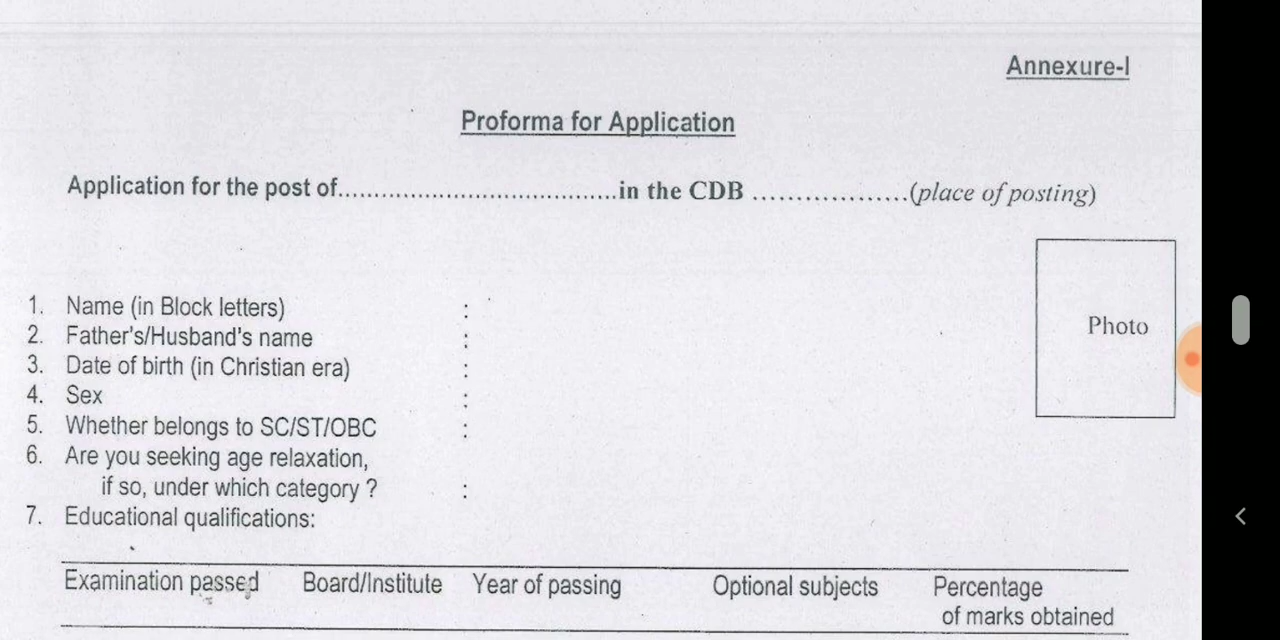 Annexure-I
Proforma for Application
Application for the post of.......................................in the CDB ..................(place of posting)
Photo
1. Name (in Block letters) :
2. Father's/Husband's name :
3. Date of birth (in Christian era) :
4. Sex :
5. Whether belongs to SC/ST/OBC :
6. Are you seeking age relaxation,
if so, under which category ? :
7. Educational qualifications:
Examination passed Board/Institute Year of passing Optional subjects Percentage
of marks obtained